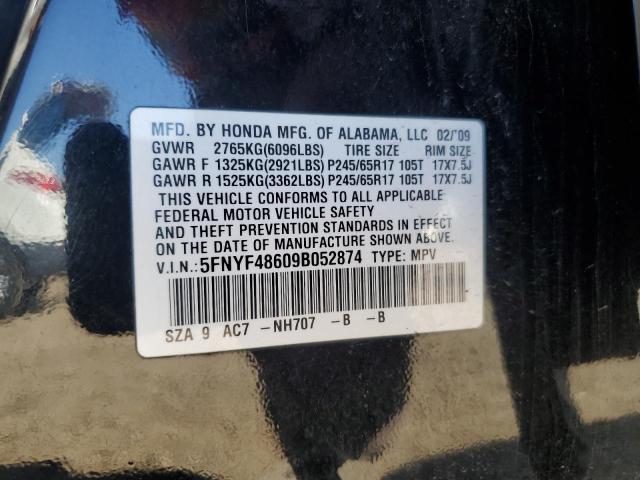 MFD. BY HONDA MFG. OF ALABAMA, LLC 02/09
GVWR 2765KG(6096LBS) TIRE SIZE RIM SIZE
GAWR F 1325KG(2921LBS) P245/65R17 105T 17X7.5J
GAWR R 1525KG(3362LBS) P245/65R17 105T 17X7.5J
THIS VEHICLE CONFORMS TO ALL APPLICABLE
FEDERAL MOTOR VEHICLE SAFETY
AND THEFT PREVENTION STANDARDS IN EFFECT
ON THE DATE OF MANUFACTURE SHOWN ABOVE.
V.I.N.:5FNYF48609B052874 TYPE: MPV
SZA 9 AC7 -NH707 -B -B